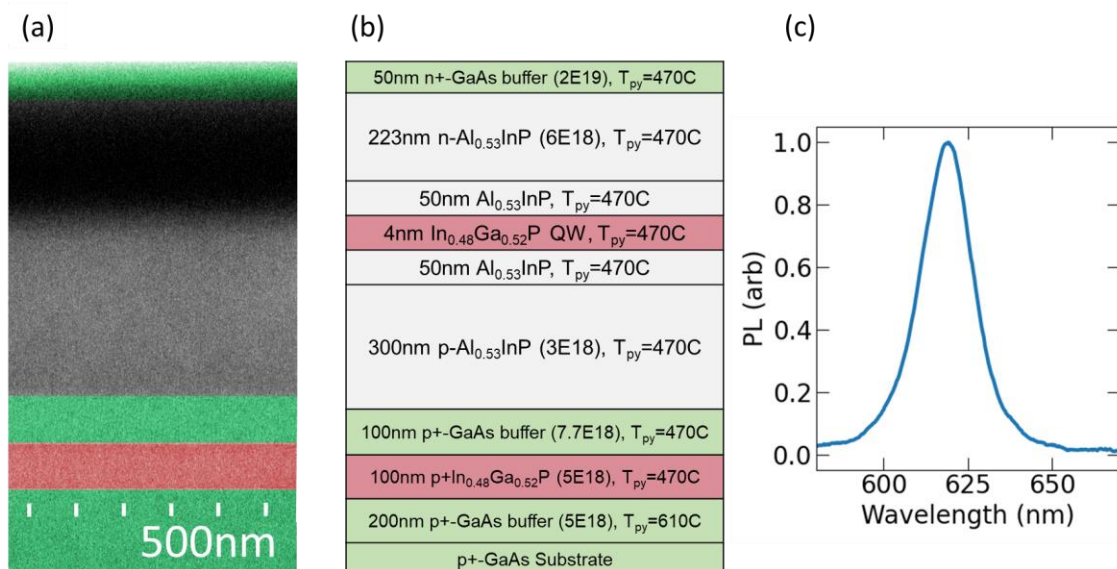 (a)
500nm
(b)
50nm n+-GaAs buffer (2E19), Tpy=470C
223nm n-Al0.53InP (6E18), Tpy=470C
50nm Al0.53InP, Tpy=470C
4nm In0.48Ga0.52P QW, Tpy=470C
50nm Al0.53InP, Tpy=470C
300nm p-Al0.53InP (3E18), Tpy=470C
100nm p+-GaAs buffer (7.7E18), Tpy=470C
100nm p+In0.48Ga0.52P (5E18), Tpy=470C
200nm p+-GaAs buffer (5E18), Tpy=610C
p+-GaAs Substrate
(c)
PL (arb)
1.0
0.8
0.6
0.4
0.2
0.0
600 625 650
Wavelength (nm)